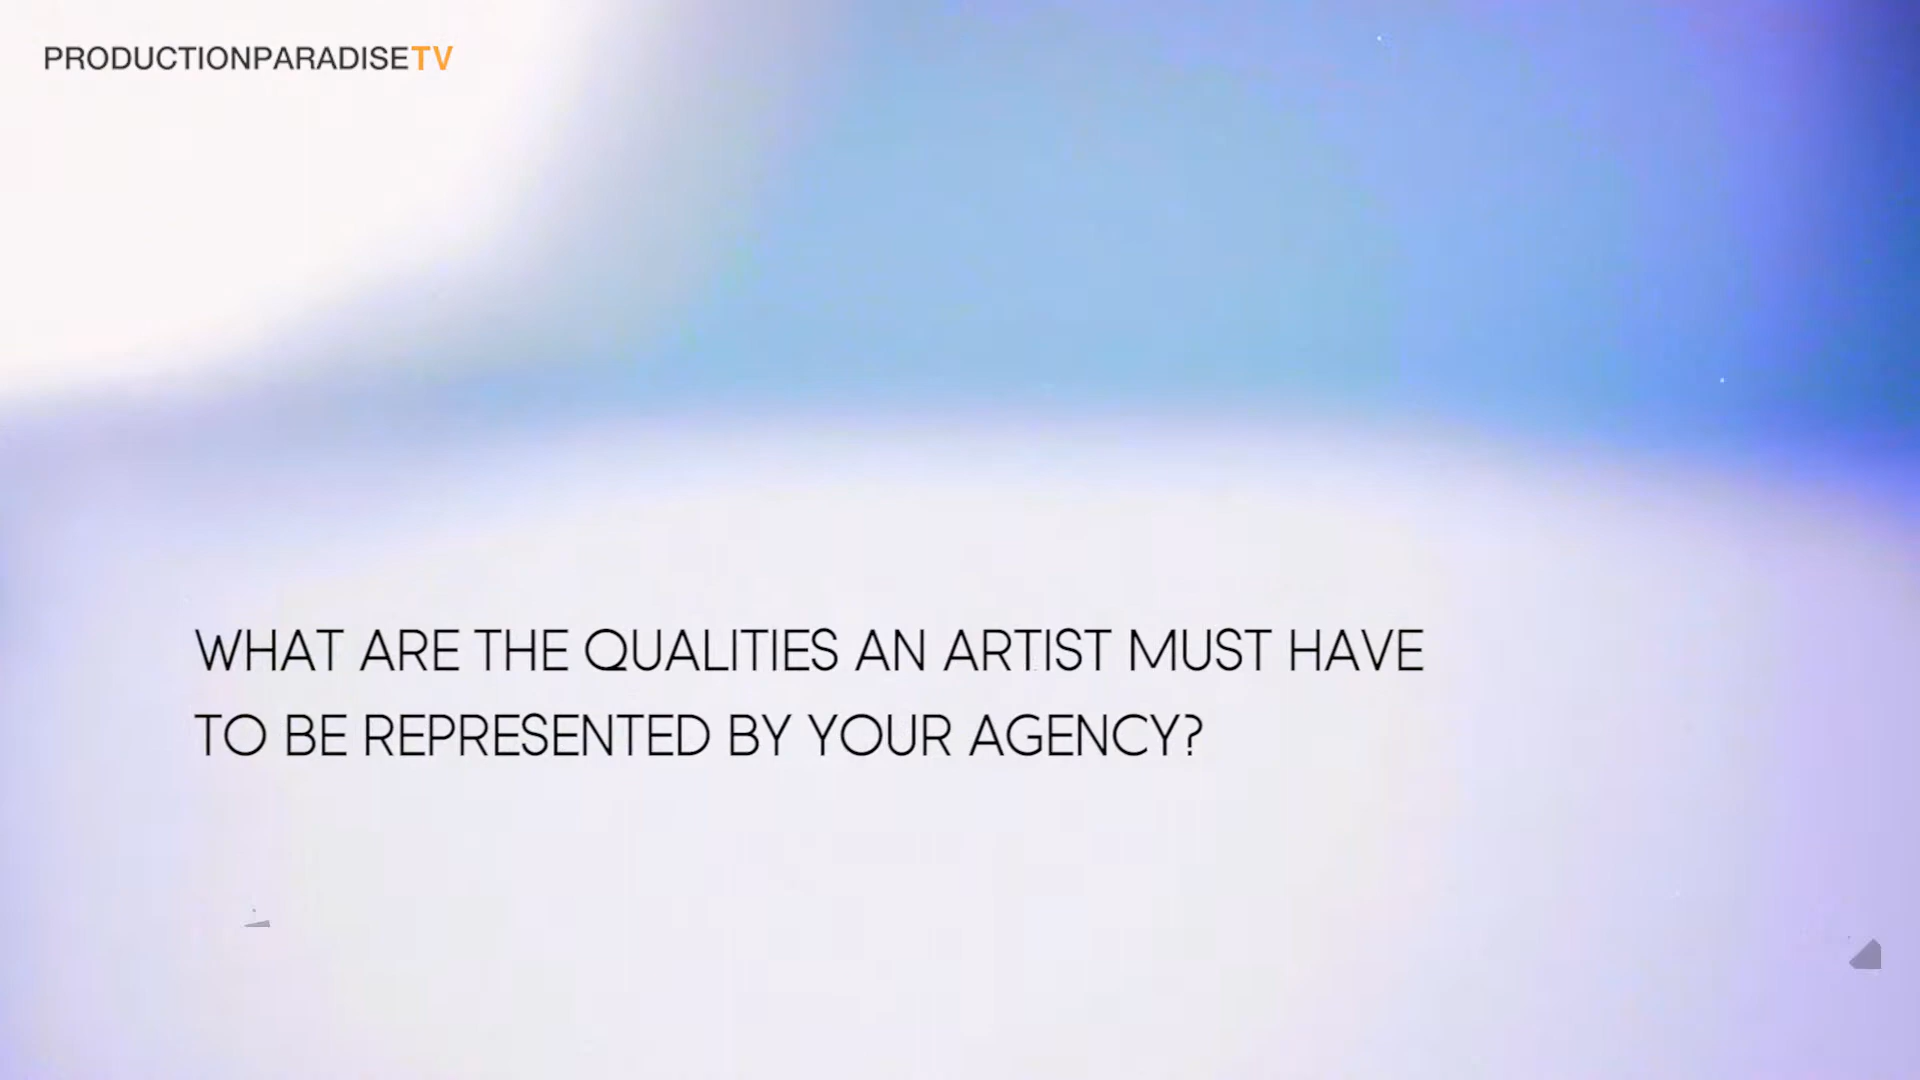 PRODUCTIONPARADISETV
WHAT ARE THE QUALITIES AN ARTIST MUST HAVE
TO BE REPRESENTED BY YOUR AGENCY?